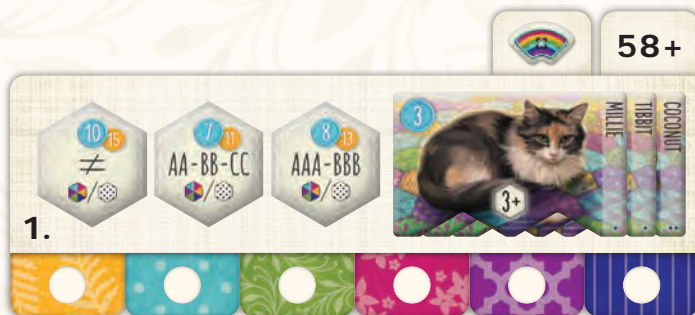 58+
10 15
≠
/
7 11
AA-BB-CC
/
8 13
AAA-BBB
/
3
3+
MILLIE
TIBBIT
COCONUT
1.